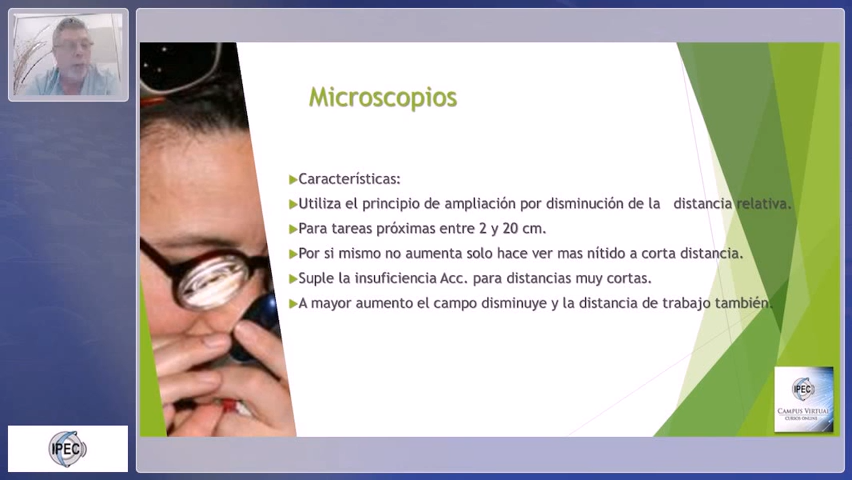 Microscopios
Características:
Utiliza el principio de ampliación por disminución de la distancia relativa.
Para tareas próximas entre 2 y 20 cm.
Por si mismo no aumenta solo hace ver mas nítido a corta distancia.
Suple la insuficiencia Acc. para distancias muy cortas.
A mayor aumento el campo disminuye y la distancia de trabajo también.
IPEC
CAMPUS VIRTUAL
CURSOS ONLINE
IPEC